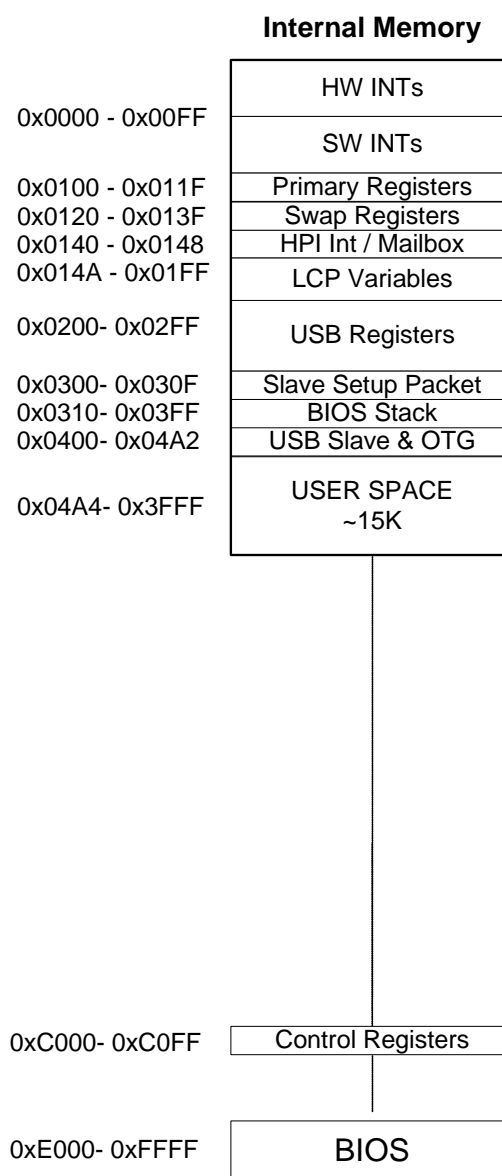 Internal Memory
HW INTs
0x0000 - 0x00FF
SW INTs
0x0100 - 0x011F Primary Registers
0x0120 - 0x013F Swap Registers
0x0140 - 0x0148 HPI Int / Mailbox
0x014A - 0x01FF LCP Variables
0x0200- 0x02FF USB Registers
0x0300- 0x030F Slave Setup Packet
0x0310- 0x03FF BIOS Stack
0x0400- 0x04A2 USB Slave & OTG
0x04A4- 0x3FFF USER SPACE
~15K
0xC000- 0xC0FF Control Registers
0xE000- 0xFFFF BIOS